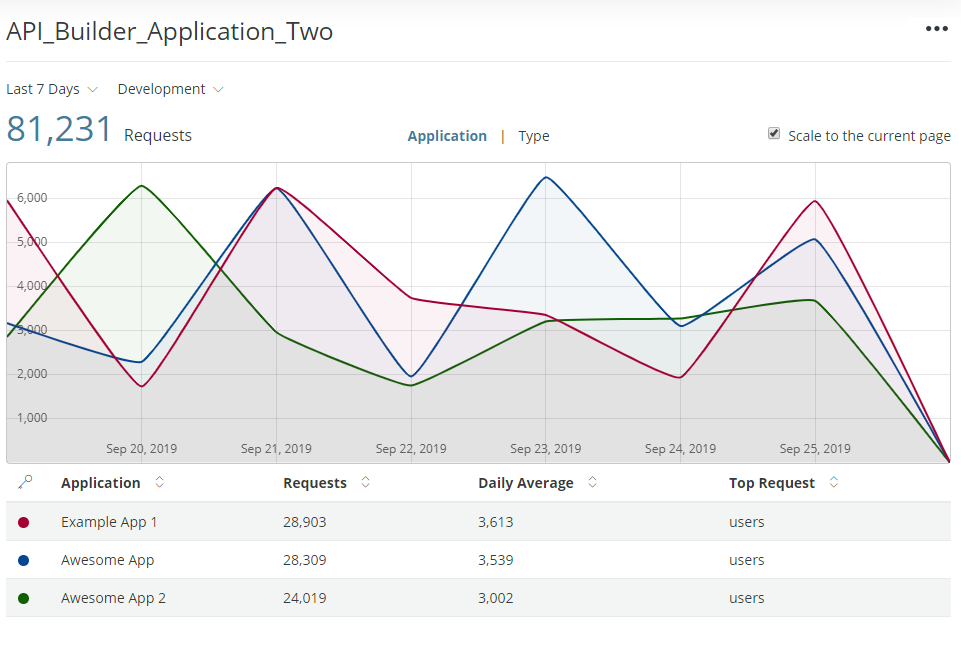 API_Builder_Application_Two
Last 7 Days Development
81,231 Requests Application | Type Scale to the current page
6,000
5,000
4,000
3,000
2,000
1,000
Sep 20, 2019 Sep 21, 2019 Sep 22, 2019 Sep 23, 2019 Sep 24, 2019 Sep 25, 2019
Application Requests Daily Average Top Request
Example App 1 28,903 3,613 users
Awesome App 28,309 3,539 users
Awesome App 2 24,019 3,002 users